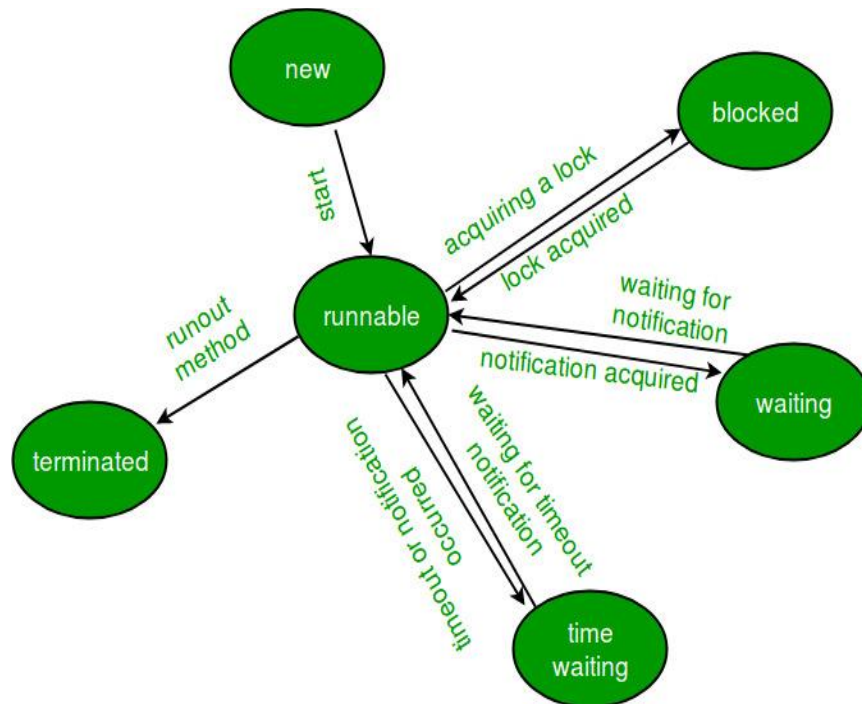 new
blocked
start
acquiring a lock
lock acquired
runnable
waiting for
notification
notification acquired
waiting
runout
method
terminated
timeout or notification
occurred
waiting for timeout
notification
time
waiting